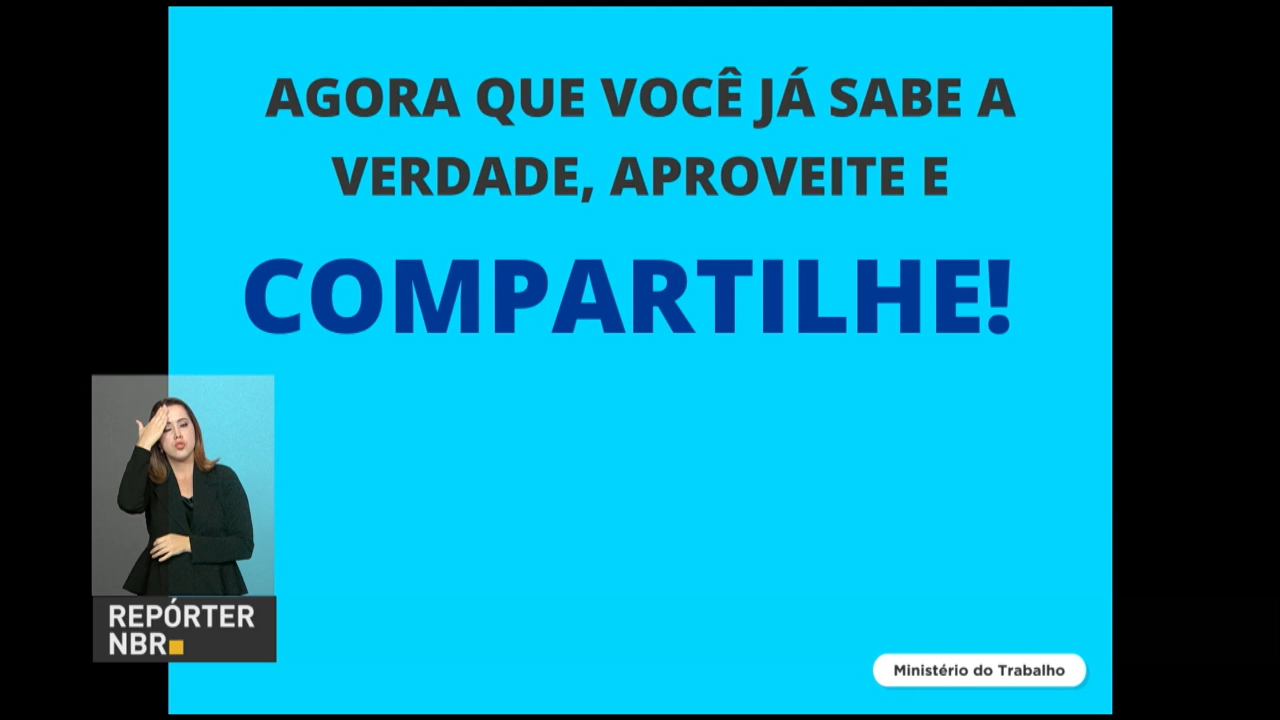 AGORA QUE VOCÊ JÁ SABE A
VERDADE, APROVEITE E
COMPARTILHE!
REPÓRTER
NBR
Ministério do Trabalho